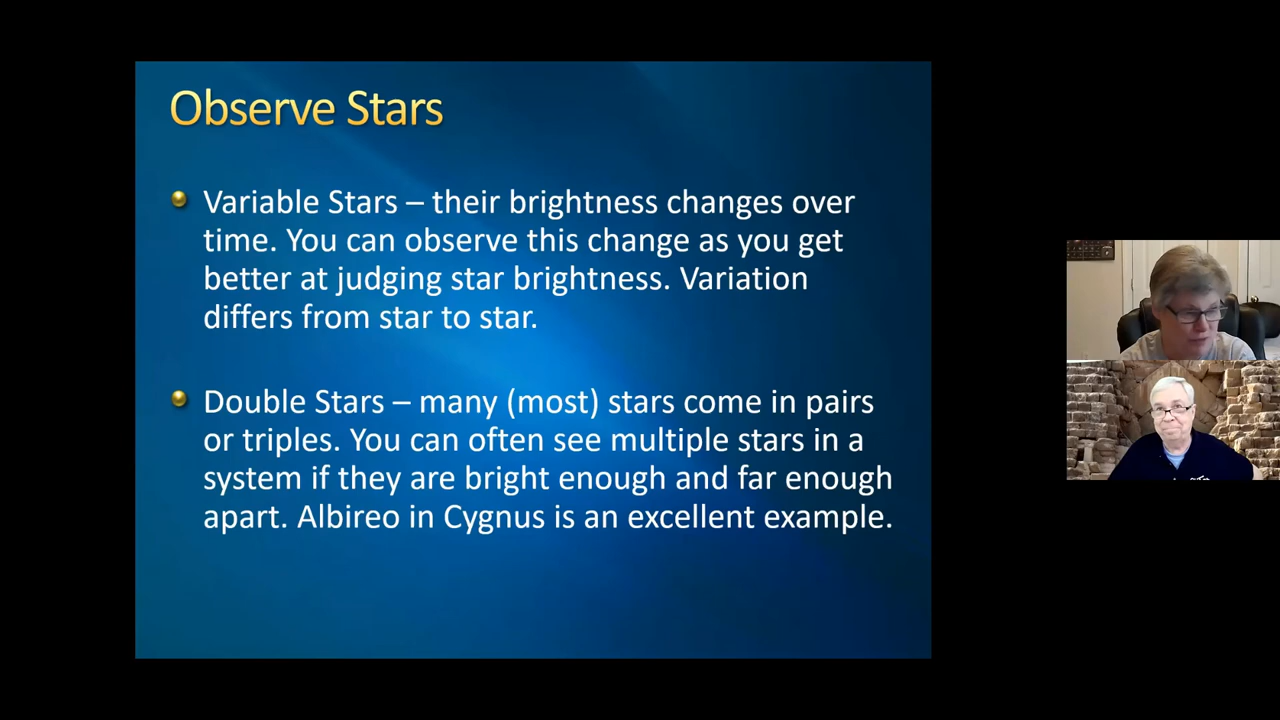 Observe Stars
Variable Stars – their brightness changes over
time. You can observe this change as you get
better at judging star brightness. Variation
differs from star to star.
Double Stars – many (most) stars come in pairs
or triples. You can often see multiple stars in a
system if they are bright enough and far enough
apart. Albireo in Cygnus is an excellent example.